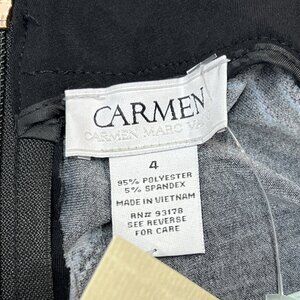 CARMEN
CARMEN MARC
4
95% POLYESTER
5% SPANDEX
MADE IN VIETNAM
RN# 93178
SEE REVERSE
FOR CARE